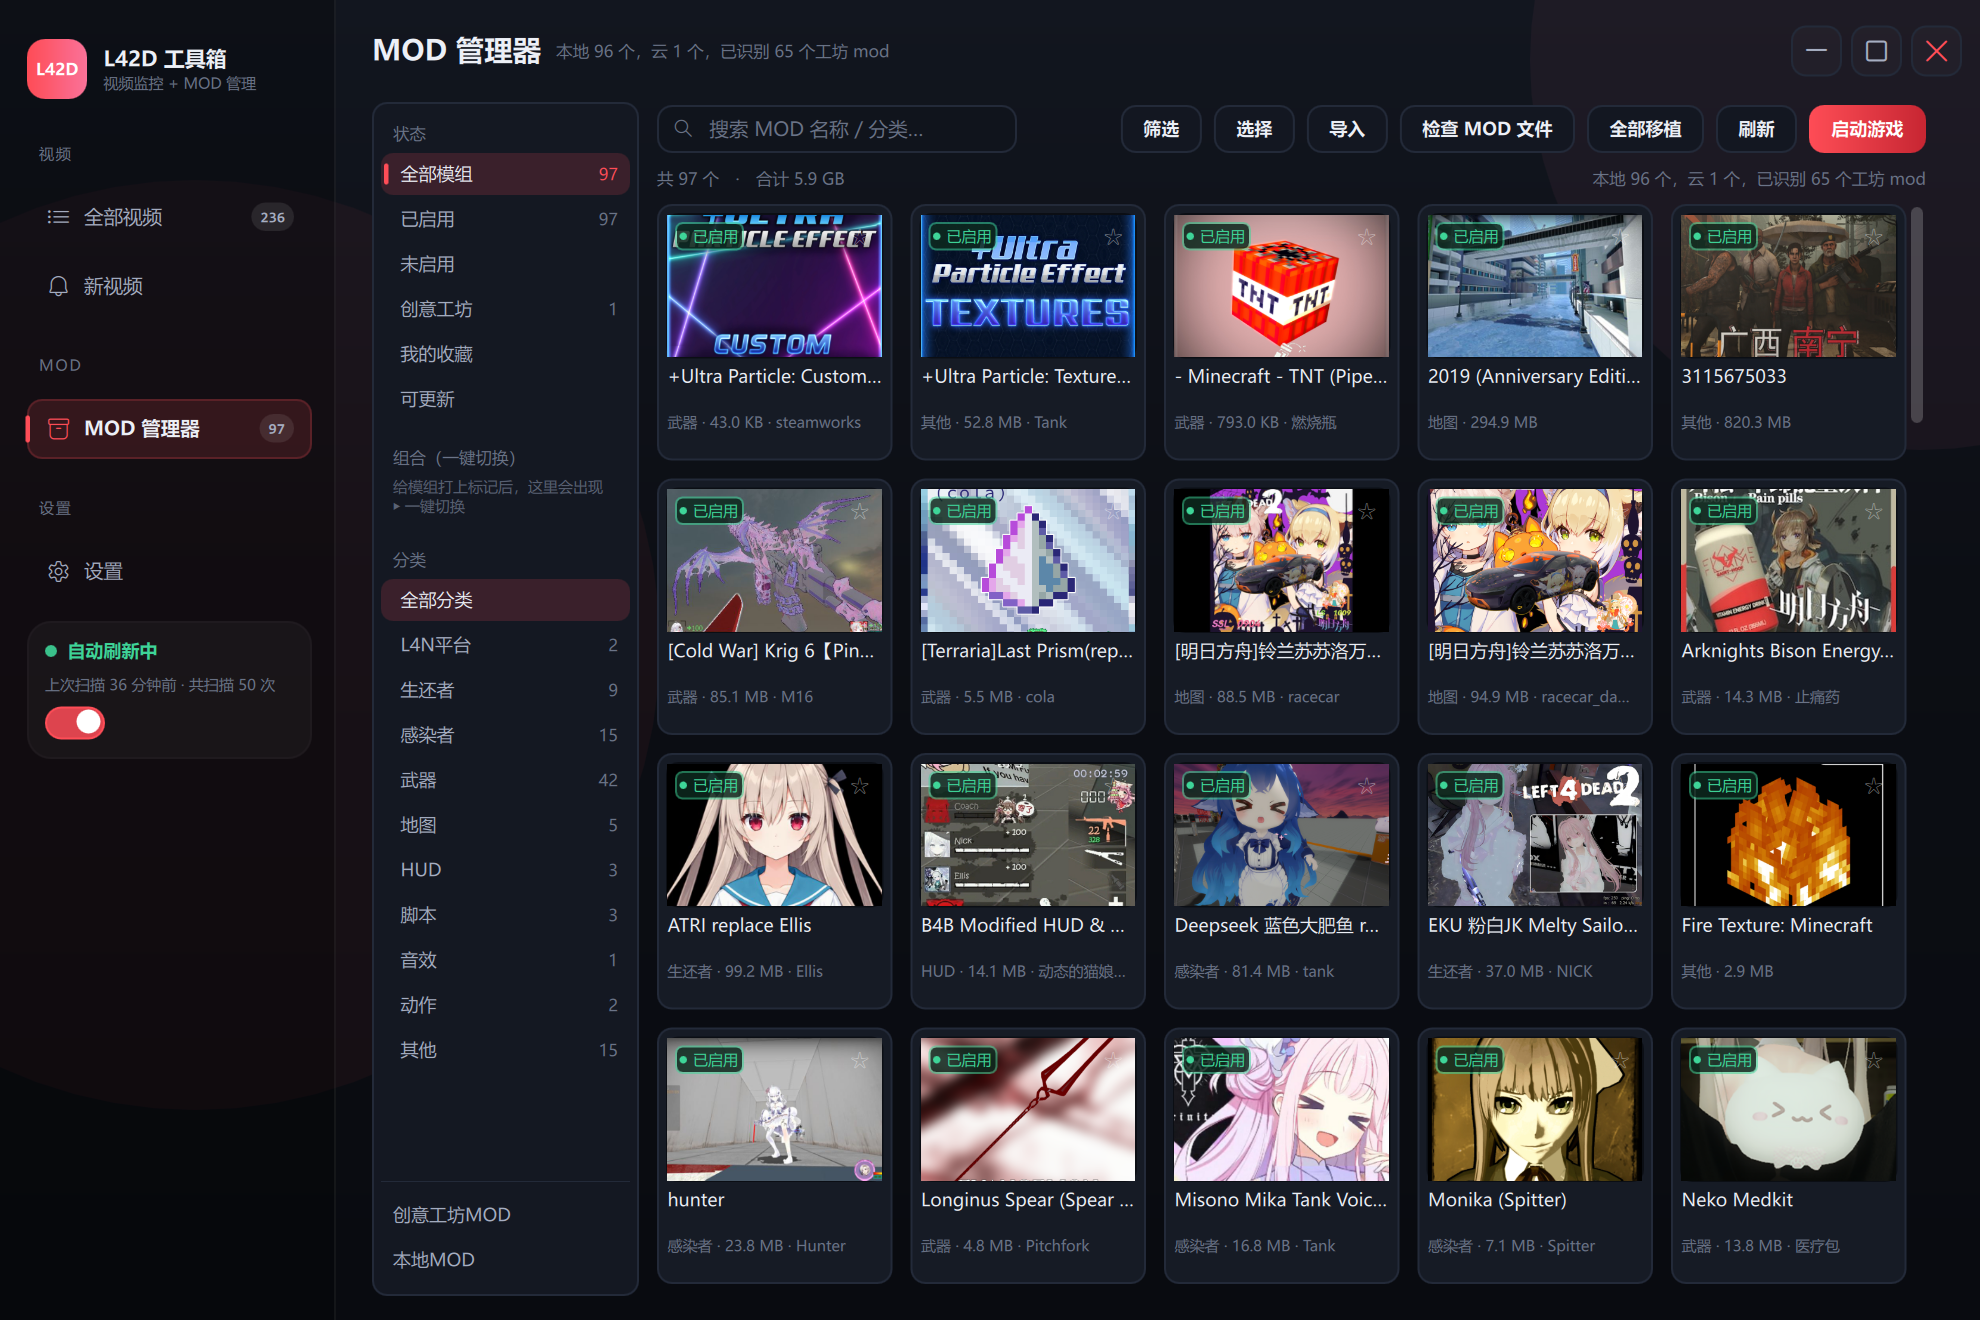 L42D
L42D 工具箱
视频监控 + MOD 管理
视频
全部视频 236
新视频
MOD
MOD 管理器 97
设置
设置
自动刷新中
上次扫描 36 分钟前 · 共扫描 50 次
MOD 管理器 本地 96 个，云 1 个，已识别 65 个工坊 mod
状态
全部模组 97
已启用 97
未启用
创意工坊 1
我的收藏
可更新
组合（一键切换）
给模组打上标记后，这里会出现
一键切换
分类
全部分类
L4N平台 2
生还者 9
感染者 15
武器 42
地图 5
HUD 3
脚本 3
音效 1
动作 2
其他 15
创意工坊MOD
本地MOD
搜索 MOD 名称 / 分类...
筛选 选择 导入 检查 MOD 文件 全部移植 刷新 启动游戏
共 97 个 · 合计 5.9 GB
本地 96 个，云 1 个，已识别 65 个工坊 mod
已启用
CLE EFFECT
CUSTOM
+Ultra Particle: Custom...
武器 · 43.0 KB · steamworks
已启用
+Ultra
Particle Effect
TEXTURES
+Ultra Particle: Texture...
其他 · 52.8 MB · Tank
已启用
TNT TNT
- Minecraft - TNT (Pipe...
武器 · 793.0 KB · 燃烧瓶
已启用
2019 (Anniversary Editi...
地图 · 294.9 MB
已启用
广西 南宁
3115675033
其他 · 820.3 MB
已启用
[Cold War] Krig 6【Pin...
武器 · 85.1 MB · M16
(cola)
已启用
[Terraria]Last Prism(rep...
武器 · 5.5 MB · cola
DEAD 2
已启用
[明日方舟]铃兰苏苏洛万...
地图 · 88.5 MB · racecar
已启用
[明日方舟]铃兰苏苏洛万...
地图 · 94.9 MB · racecar_da...
Bison Pain pills
已启用
明日方舟
Arknights Bison Energy...
武器 · 14.3 MB · 止痛药
已启用
ATRI replace Ellis
生还者 · 99.2 MB · Ellis
If you hav
00:02:59
已启用
000
Coach
+100
22
328
Nick
+100
Ellis
B4B Modified HUD & ...
HUD · 14.1 MB · 动态的猫娘...
已启用
Deepseek 蓝色大肥鱼 r...
感染者 · 81.4 MB · tank
已启用
LEFT 4 DEAD 2
EKU 粉白JK Melty Sailo...
生还者 · 37.0 MB · NICK
已启用
Fire Texture: Minecraft
其他 · 2.9 MB
已启用
hunter
感染者 · 23.8 MB · Hunter
已启用
Longinus Spear (Spear ...
武器 · 4.8 MB · Pitchfork
已启用
Misono Mika Tank Voic...
感染者 · 16.8 MB · Tank
已启用
Monika (Spitter)
感染者 · 7.1 MB · Spitter
已启用
Neko Medkit
武器 · 13.8 MB · 医疗包